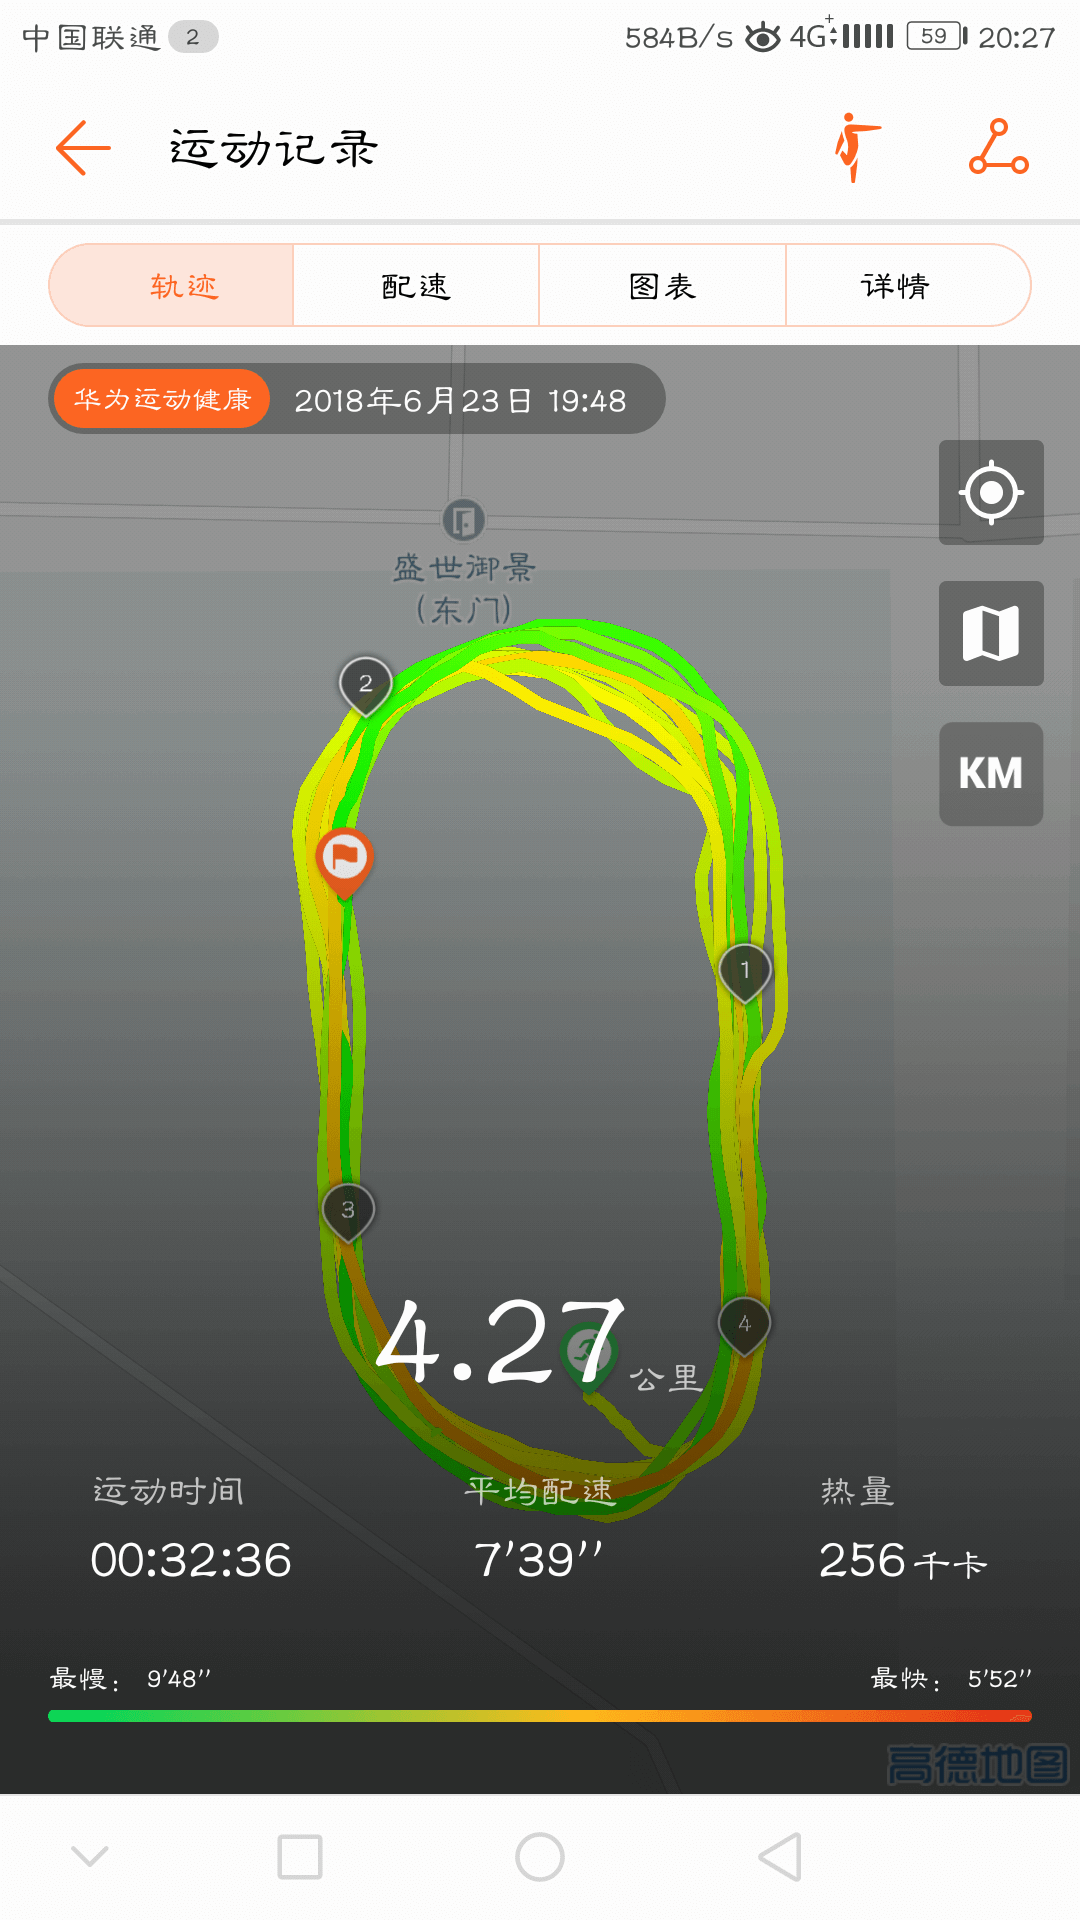 中国联通 2 584B/s 4G+ 59 20:27
运动记录
轨迹 配速 图表 详情
华为运动健康 2018年6月23日 19:48
盛世御景
(东门)
2
KM
1
3
4
4.27 公里
运动时间 平均配速 热量
00:32:36 7'39'' 256千卡
最慢： 9'48'' 最快： 5'52''
高德地图